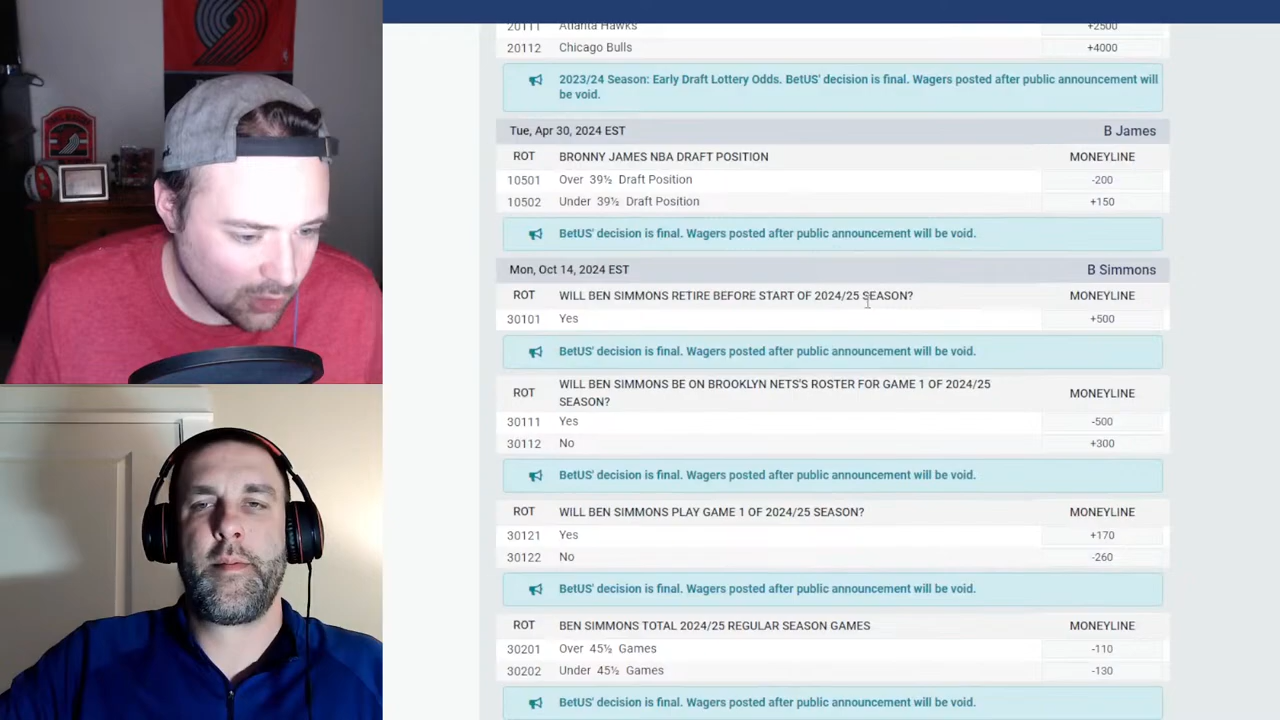 20111 Atlanta Hawks +2500
20112 Chicago Bulls +4000
2023/24 Season: Early Draft Lottery Odds. BetUS' decision is final. Wagers posted after public announcement will
be void.
Tue, Apr 30, 2024 EST B James
ROT BRONNY JAMES NBA DRAFT POSITION MONEYLINE
10501 Over 39½ Draft Position -200
10502 Under 39½ Draft Position +150
BetUS' decision is final. Wagers posted after public announcement will be void.
Mon, Oct 14, 2024 EST B Simmons
ROT WILL BEN SIMMONS RETIRE BEFORE START OF 2024/25 SEASON? MONEYLINE
30101 Yes +500
BetUS' decision is final. Wagers posted after public announcement will be void.
ROT WILL BEN SIMMONS BE ON BROOKLYN NETS'S ROSTER FOR GAME 1 OF 2024/25 MONEYLINE
SEASON?
30111 Yes -500
30112 No +300
BetUS' decision is final. Wagers posted after public announcement will be void.
ROT WILL BEN SIMMONS PLAY GAME 1 OF 2024/25 SEASON? MONEYLINE
30121 Yes +170
30122 No -260
BetUS' decision is final. Wagers posted after public announcement will be void.
ROT BEN SIMMONS TOTAL 2024/25 REGULAR SEASON GAMES MONEYLINE
30201 Over 45½ Games -110
30202 Under 45½ Games -130
BetUS' decision is final. Wagers posted after public announcement will be void.